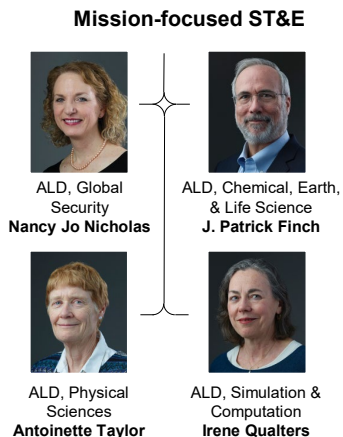 Mission-focused ST&E
ALD, Global
Security
Nancy Jo Nicholas
ALD, Chemical, Earth,
& Life Science
J. Patrick Finch
ALD, Physical
Sciences
Antoinette Taylor
ALD, Simulation &
Computation
Irene Qualters